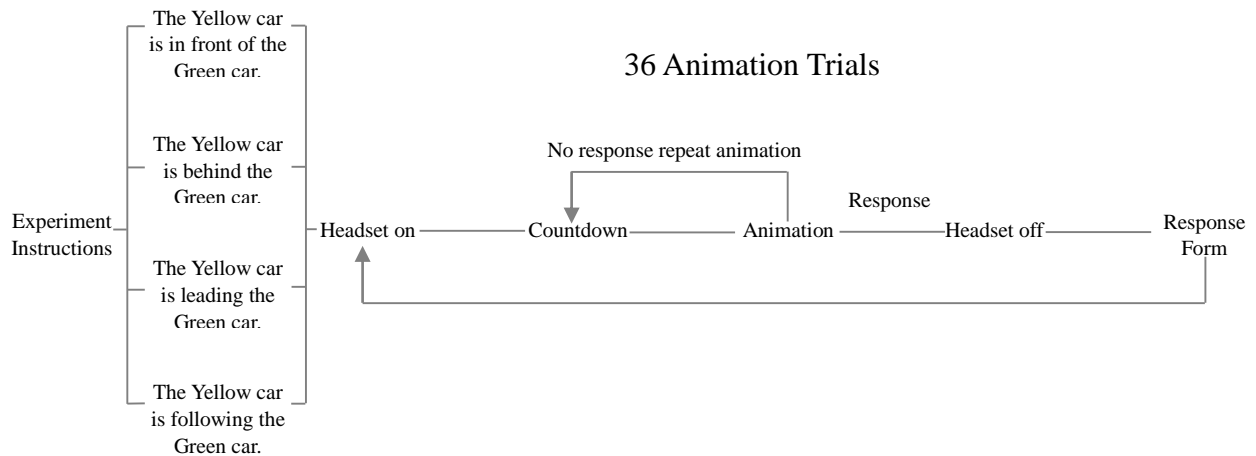 The Yellow car
is in front of the
Green car.
36 Animation Trials
The Yellow car
is behind the
Green car.
No response repeat animation
Experiment
Instructions
Headset on
Countdown
Animation
Response
Headset off
Response
Form
The Yellow car
is leading the
Green car.
The Yellow car
is following the
Green car.